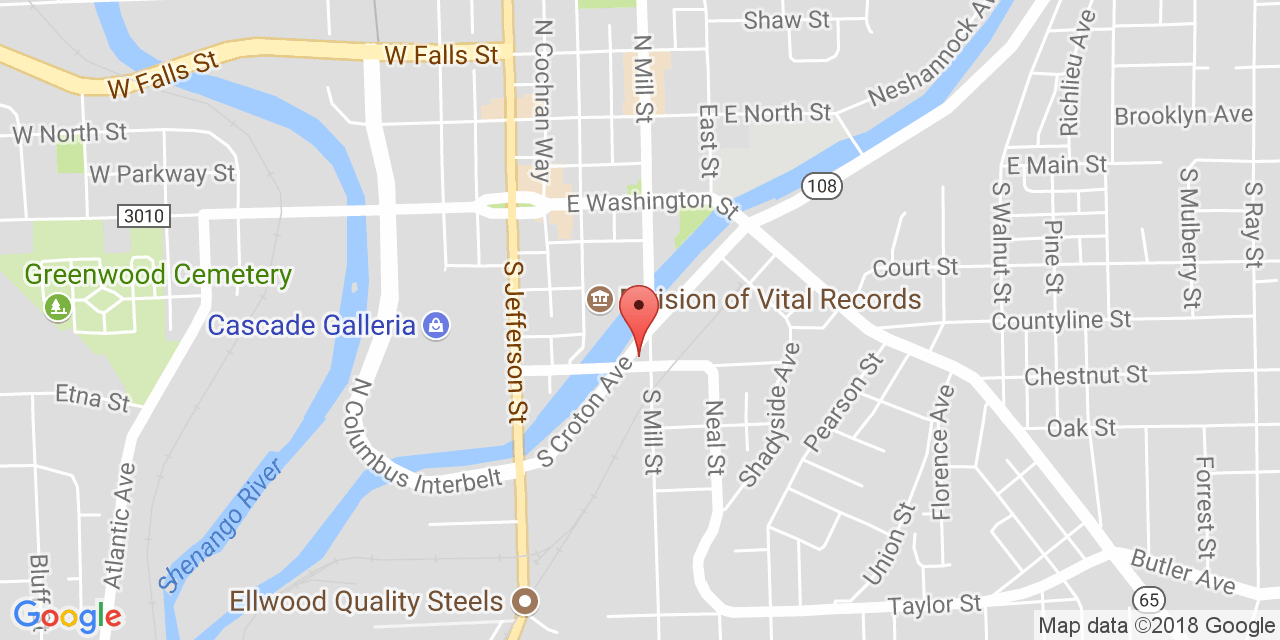 Shaw St
W Falls St
W Falls St
N Cochran Way
N Mill St
Neshannock Av
Richlieu Ave
W North St
East St
E North St
Brooklyn Ave
W Parkway St
E Main St
108
3010
E Washington St
S Walnut St
Pine St
S Mulberry St
S Ray St
Greenwood Cemetery
Court St
S Jefferson St
Division of Vital Records
Cascade Galleria
Countyline St
Etna St
N Columbus Interbelt
S Croton Ave
S Mill St
Neal St
Shadyside Ave
Pearson St
Florence Ave
Chestnut St
Oak St
Shenango River
Atlantic Ave
Union St
Forrest St
Bluff St
Butler Ave
Ellwood Quality Steels
Taylor St
65
Google
Map data ©2018 Google